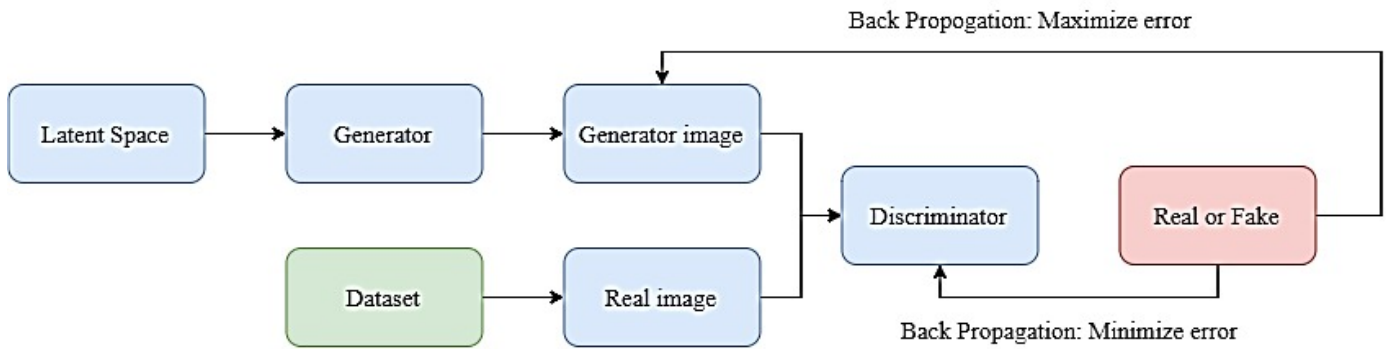 Back Propogation: Maximize error
Latent Space
Generator
Generator image
Discriminator
Real or Fake
Dataset
Real image
Back Propagation: Minimize error